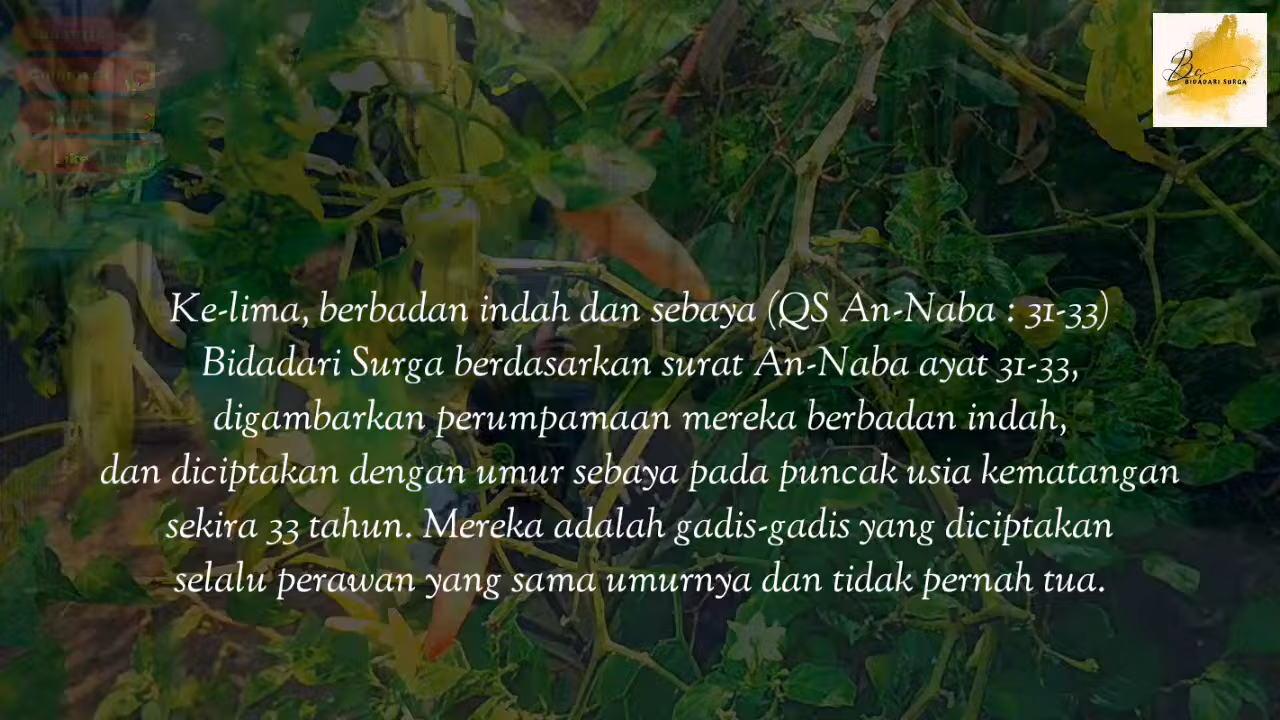 BIDADARI SURGA
Like
Ke-lima, berbadan indah dan sebaya (QS An-Naba : 31-33)
Bidadari Surga berdasarkan surat An-Naba ayat 31-33,
digambarkan perumpamaan mereka berbadan indah,
dan diciptakan dengan umur sebaya pada puncak usia kematangan
sekira 33 tahun. Mereka adalah gadis-gadis yang diciptakan
selalu perawan yang sama umurnya dan tidak pernah tua.